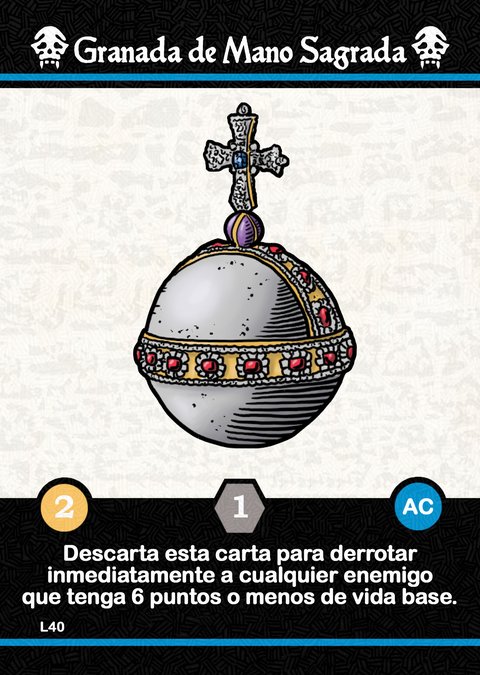 Granada de Mano Sagrada
2
1
AC
Descarta esta carta para derrotar
inmediatamente a cualquier enemigo
que tenga 6 puntos o menos de vida base.
L40